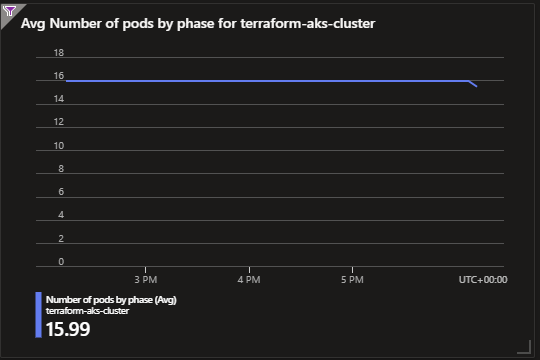 Avg Number of pods by phase for terraform-aks-cluster
18
16
14
12
10
8
6
4
2
0
3 PM 4 PM 5 PM UTC+00:00
Number of pods by phase (Avg)
terraform-aks-cluster
15.99